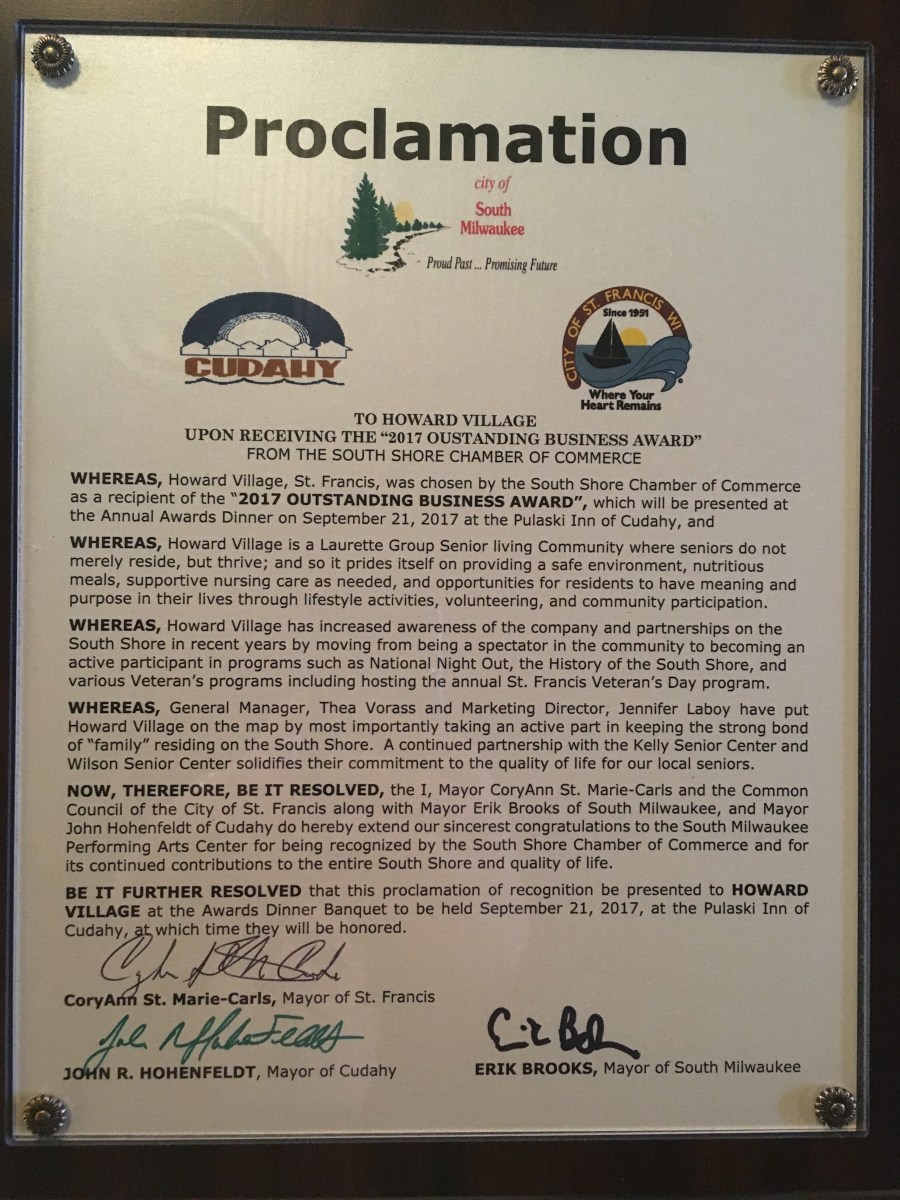 Proclamation
city of
South
Milwaukee
Proud Past ... Promising Future
CUDAHY
CITY OF ST. FRANCIS WI
Since 1951
Where Your
Heart Remains
TO HOWARD VILLAGE
UPON RECEIVING THE “2017 OUSTANDING BUSINESS AWARD”
FROM THE SOUTH SHORE CHAMBER OF COMMERCE
WHEREAS, Howard Village, St. Francis, was chosen by the South Shore Chamber of Commerce
as a recipient of the “2017 OUTSTANDING BUSINESS AWARD”, which will be presented at
the Annual Awards Dinner on September 21, 2017 at the Pulaski Inn of Cudahy, and
WHEREAS, Howard Village is a Laurette Group Senior living Community where seniors do not
merely reside, but thrive; and so it prides itself on providing a safe environment, nutritious
meals, supportive nursing care as needed, and opportunities for residents to have meaning and
purpose in their lives through lifestyle activities, volunteering, and community participation.
WHEREAS, Howard Village has increased awareness of the company and partnerships on the
South Shore in recent years by moving from being a spectator in the community to becoming an
active participant in programs such as National Night Out, the History of the South Shore, and
various Veteran’s programs including hosting the annual St. Francis Veteran’s Day program.
WHEREAS, General Manager, Thea Vorass and Marketing Director, Jennifer Laboy have put
Howard Village on the map by most importantly taking an active part in keeping the strong bond
of “family” residing on the South Shore. A continued partnership with the Kelly Senior Center and
Wilson Senior Center solidifies their commitment to the quality of life for our local seniors.
NOW, THEREFORE, BE IT RESOLVED, the I, Mayor CoryAnn St. Marie-Carls and the Common
Council of the City of St. Francis along with Mayor Erik Brooks of South Milwaukee, and Mayor
John Hohenfeldt of Cudahy do hereby extend our sincerest congratulations to the South Milwaukee
Performing Arts Center for being recognized by the South Shore Chamber of Commerce and for
its continued contributions to the entire South Shore and quality of life.
BE IT FURTHER RESOLVED that this proclamation of recognition be presented to HOWARD
VILLAGE at the Awards Dinner Banquet to be held September 21, 2017, at the Pulaski Inn of
Cudahy, at which time they will be honored.
CoryAnn St. Marie-Carls, Mayor of St. Francis
JOHN R. HOHENFELDT, Mayor of Cudahy
ERIK BROOKS, Mayor of South Milwaukee